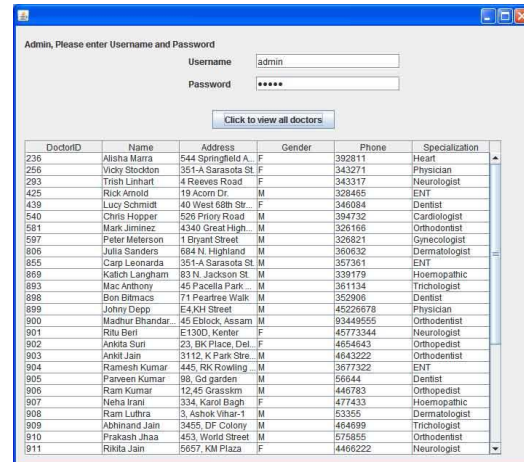 Admin, Please enter Username and Password
Username admin
Password •••••
Click to view all doctors
DoctorID Name Address Gender Phone Specialization
236 Alisha Marra 544 Springfield A... F 392811 Heart
256 Vicky Stockton 351-A Sarasota St. F 343271 Physician
293 Trish Linhart 4 Reeves Road F 343317 Neurologist
425 Rick Arnold 19 Acorn Dr. M 328465 ENT
439 Lucy Schmidt 40 West 68th Str... F 346084 Dentist
540 Chris Hopper 526 Priory Road M 394732 Cardiologist
581 Mark Jiminez 4340 Great High... M 326166 Orthodontist
597 Peter Meterson 1 Bryant Street M 326821 Gynecologist
806 Julia Sanders 684 N. Highland M 360632 Dermatologist
855 Carp Leonarda 351-A Sarasota St. M 357361 ENT
869 Katich Langham 83 N. Jackson St. M 339179 Hoemopathic
893 Mac Anthony 45 Pacella Park ... M 361134 Trichologist
898 Bon Bitmacs 71 Peartree Walk M 352906 Dentist
899 Johny Depp E4,KH Street M 45226678 Physician
900 Madhur Bhandar... 45 Eblock, Assam M 93449555 Orthodentist
901 Ritu Beri E130D, Kenter F 45773344 Neurologist
902 Ankita Suri 23, BK Place, Del... F 4654643 Orthopedist
903 Ankit Jain 3112, K Park Stre... M 4643222 Orthodentist
904 Ramesh Kumar 445, RK Rowling ... M 3677322 ENT
905 Parveen Kumar 98, Gd garden M 56644 Dentist
906 Ram Kumar 12,45 Grasskm M 446783 Orthopedist
907 Neha Irani 334, Karol Bagh F 477433 Hoemopathic
908 Ram Luthra 3, Ashok Vihar-1 M 53355 Dermatologist
909 Abhinand Jain 3455, DF Colony M 464699 Trichologist
910 Prakash Jhaa 453, World Street M 575855 Orthodentist
911 Rikita Jain 5657, KM Plaza F 4466222 Neurologist